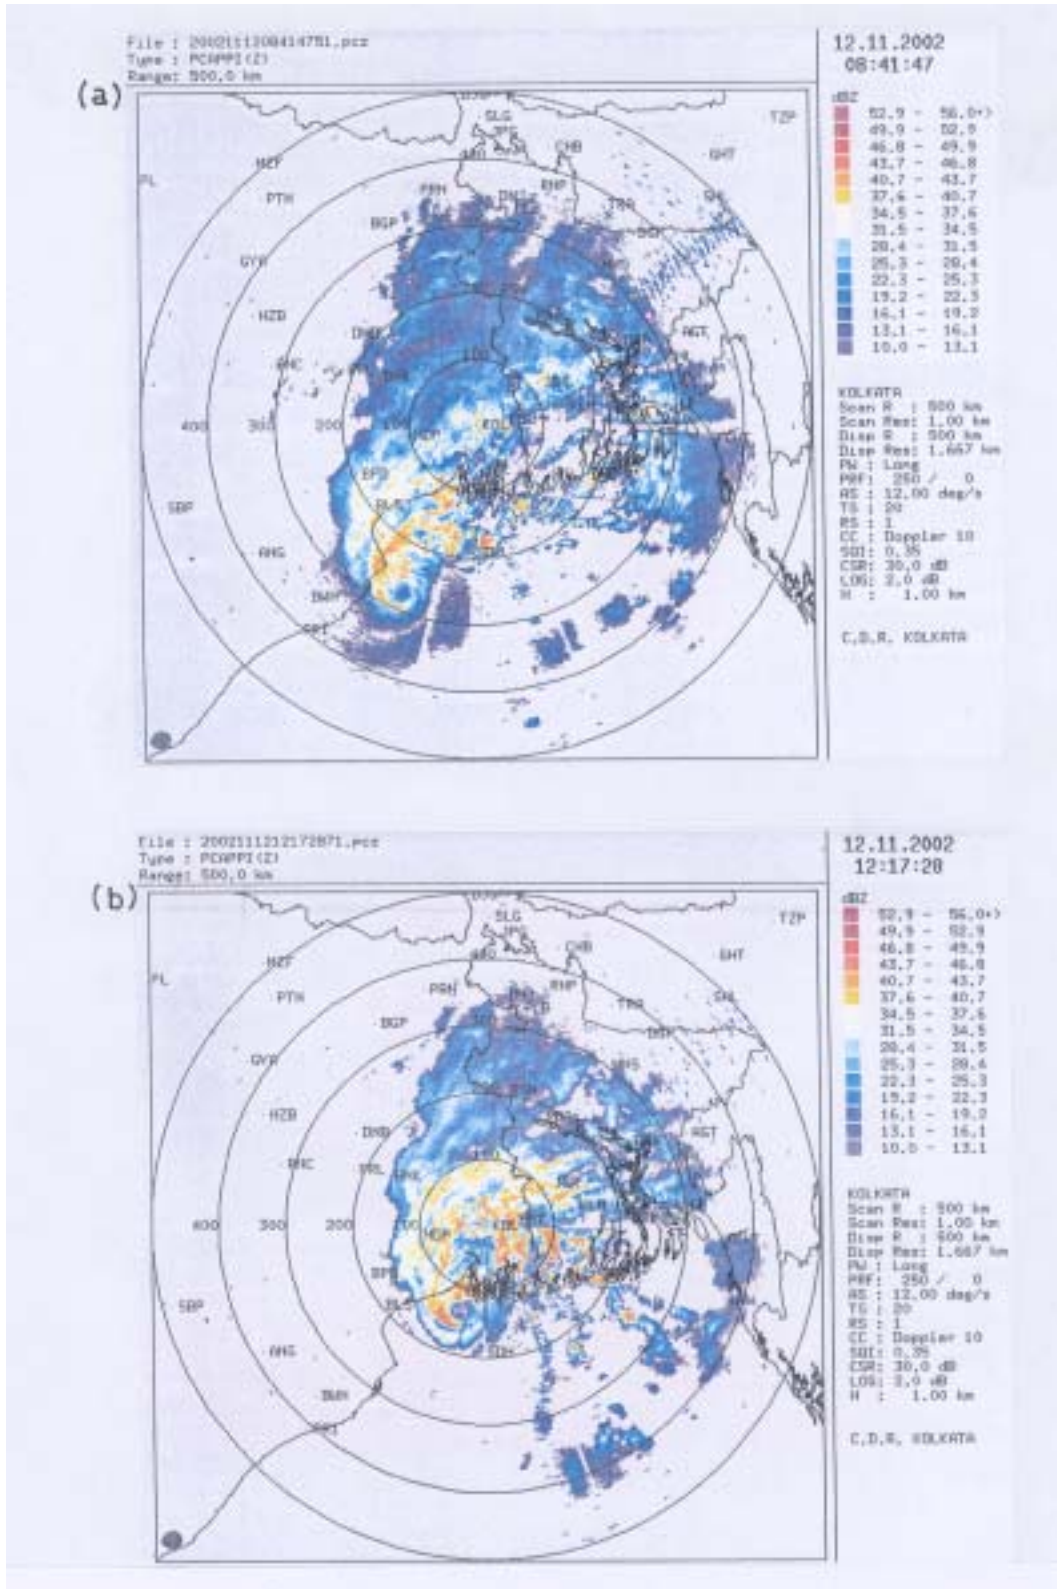 File : 2002111208414751.pcz
Type : PCAPPI(Z)
Range: 500.0 km
12.11.2002
08:41:47
(a)
dBZ
52.9 - 56.0+>
49.9 - 52.9
46.8 - 49.9
43.7 - 46.8
40.7 - 43.7
37.6 - 40.7
34.5 - 37.6
31.5 - 34.5
28.4 - 31.5
25.3 - 28.4
22.3 - 25.3
19.2 - 22.3
16.1 - 19.2
13.1 - 16.1
10.0 - 13.1
SLG
TZP
CHB
GHT
MZF
PL
PRN
RNP
PTN
TRA
BGP
GYA
HZB
AGT
100
400
300
200
100
KOL
SBP
ANG
BWH
KOLKATA
Scan R : 500 km
Scan Res: 1.00 km
Disp R : 500 km
Disp Res: 1.667 km
PW : Long
PRF: 250 / 0
AS : 12.00 deg/s
TS : 20
RS : 1
CC : Doppler 10
SQI: 0.35
CSR: 30.0 dB
LOG: 2.0 dB
H : 1.00 km
C.D.R. KOLKATA
File : 2002111212172871.pcz
Type : PCAPPI(Z)
Range: 500.0 km
12.11.2002
12:17:28
(b)
dBZ
52.9 - 56.0+>
49.9 - 52.9
46.8 - 49.9
43.7 - 46.8
40.7 - 43.7
37.6 - 40.7
34.5 - 37.6
31.5 - 34.5
28.4 - 31.5
25.3 - 28.4
22.3 - 25.3
19.2 - 22.3
16.1 - 19.2
13.1 - 16.1
10.0 - 13.1
SLG
TZP
CHB
GHT
MZF
PL
PRN
RNP
PTN
TRA
BGP
GYA
HZB
DNB
AGT
RNC
400
300
200
100
SBP
ANG
BWH
KOLKATA
Scan R : 500 km
Scan Res: 1.00 km
Disp R : 500 km
Disp Res: 1.667 km
PW : Long
PRF: 250 / 0
AS : 12.00 deg/s
TS : 20
RS : 1
CC : Doppler 10
SQI: 0.35
CSR: 30.0 dB
LOG: 2.0 dB
H : 1.00 km
C.D.R. KOLKATA